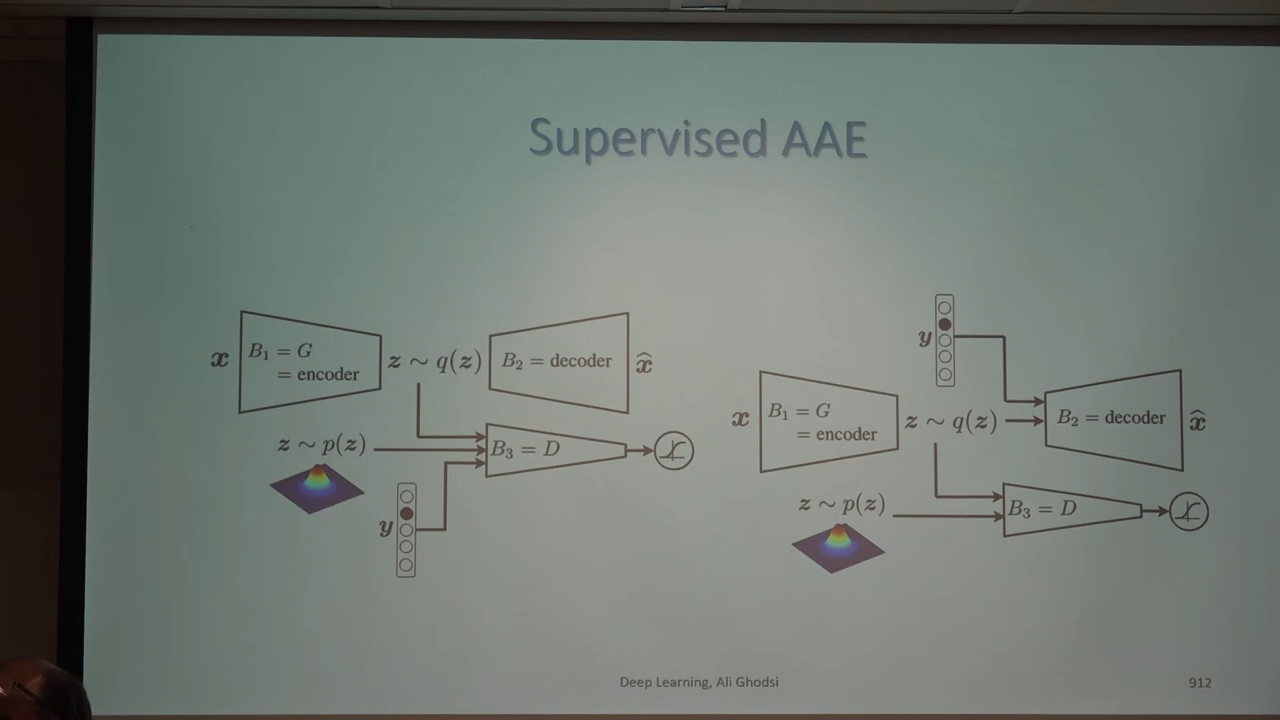 Supervised AAE
x
B₁ = G
= encoder
z ~ q(z)
B₂ = decoder
x̂
z ~ p(z)
B₃ = D
y
y
x
B₁ = G
= encoder
z ~ q(z)
B₂ = decoder
x̂
z ~ p(z)
B₃ = D
Deep Learning, Ali Ghodsi
912